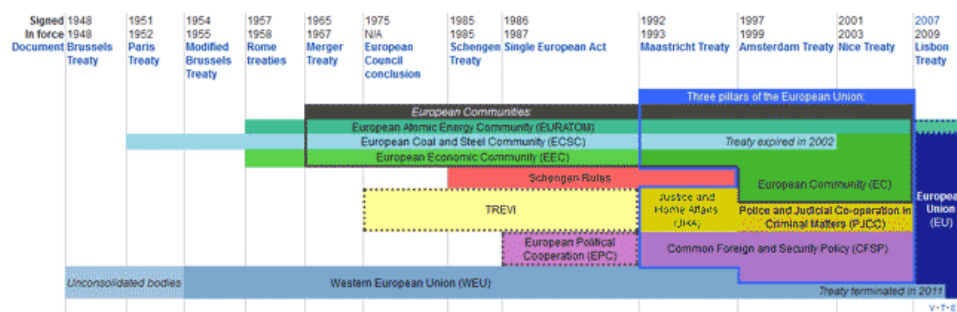 Signed 1948 1951 1954 1957 1965 1975 1985 1986 1992 1997 2001 2007
In force 1948 1952 1955 1958 1967 N/A 1985 1987 1993 1999 2003 2009
Document Brussels Treaty Paris Treaty Modified Brussels Treaty Rome treaties Merger Treaty European Council conclusion Schengen Treaty Single European Act Maastricht Treaty Amsterdam Treaty Nice Treaty Lisbon Treaty
Three pillars of the European Union:
European Communities:
European Atomic Energy Community (EURATOM)
European Coal and Steel Community (ECSC)
Treaty expired in 2002
European Economic Community (EEC)
Schengen Rules
European Community (EC)
TREVI
Justice and
Home Affairs
(JHA)
Police and Judicial Co-operation in
Criminal Matters (PJCC)
European
Union
(EU)
European Political
Cooperation (EPC)
Common Foreign and Security Policy (CFSP)
Unconsolidated bodies
Western European Union (WEU)
Treaty terminated in 2011
V·T·E